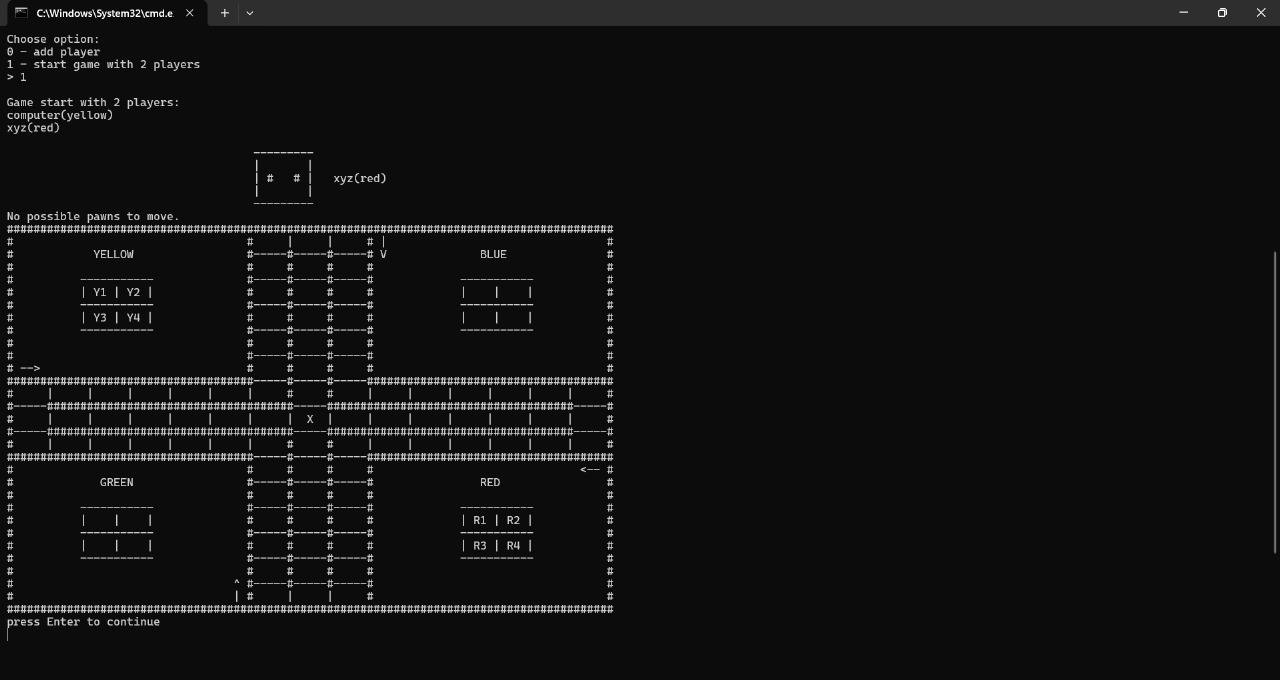 C:\Windows\System32\cmd.e
Choose option:
0 - add player
1 - start game with 2 players
> 1
Game start with 2 players:
computer(yellow)
xyz(red)
# # xyz(red)
No possible pawns to move.
V
YELLOW BLUE
| Y1 | Y2 |
| Y3 | Y4 |
-->
X
<--
GREEN RED
| R1 | R2 |
| R3 | R4 |
^
press Enter to continue